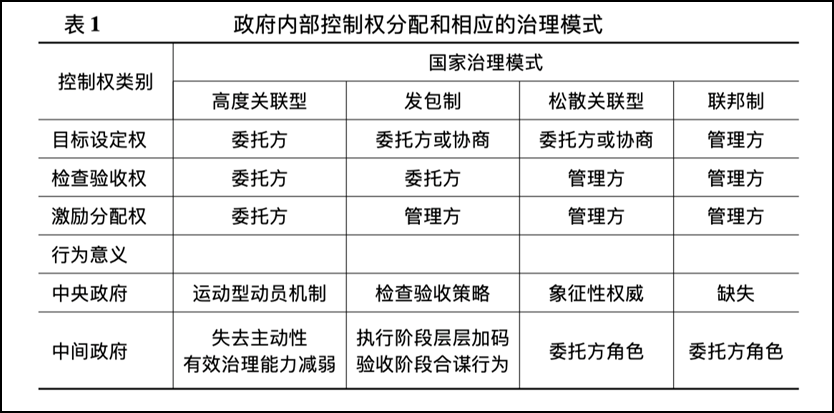 表1 政府内部控制权分配和相应的治理模式
控制权类别 国家治理模式
高度关联型 发包制 松散关联型 联邦制
目标设定权 委托方 委托方或协商 委托方或协商 管理方
检查验收权 委托方 委托方 管理方 管理方
激励分配权 委托方 管理方 管理方 管理方
行为意义
中央政府 运动型动员机制 检查验收策略 象征性权威 缺失
中间政府 失去主动性 执行阶段层层加码 委托方角色 委托方角色
有效治理能力减弱 验收阶段合谋行为